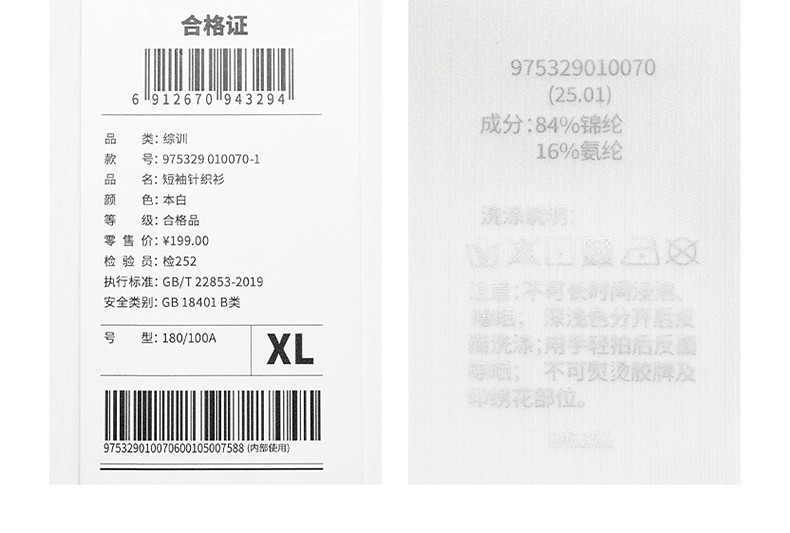 合格证
6 912670 943294
品 类: 综训
款 号: 975329 010070-1
品 名: 短袖针织衫
颜 色: 本白
等 级: 合格品
零 售 价: ¥199.00
检 验 员: 检252
执行标准: GB/T 22853-2019
安全类别: GB 18401 B类
号 型: 180/100A
XL
975329010070600105007588 (内部使用)
975329010070
(25.01)
成分:84%锦纶
16%氨纶
洗涤说明:
注意:不可长时间浸泡、
曝晒; 深浅色分开后反
面洗涤;用手轻拍后反面
曝晒; 不可熨烫胶牌及
印绣花部位。